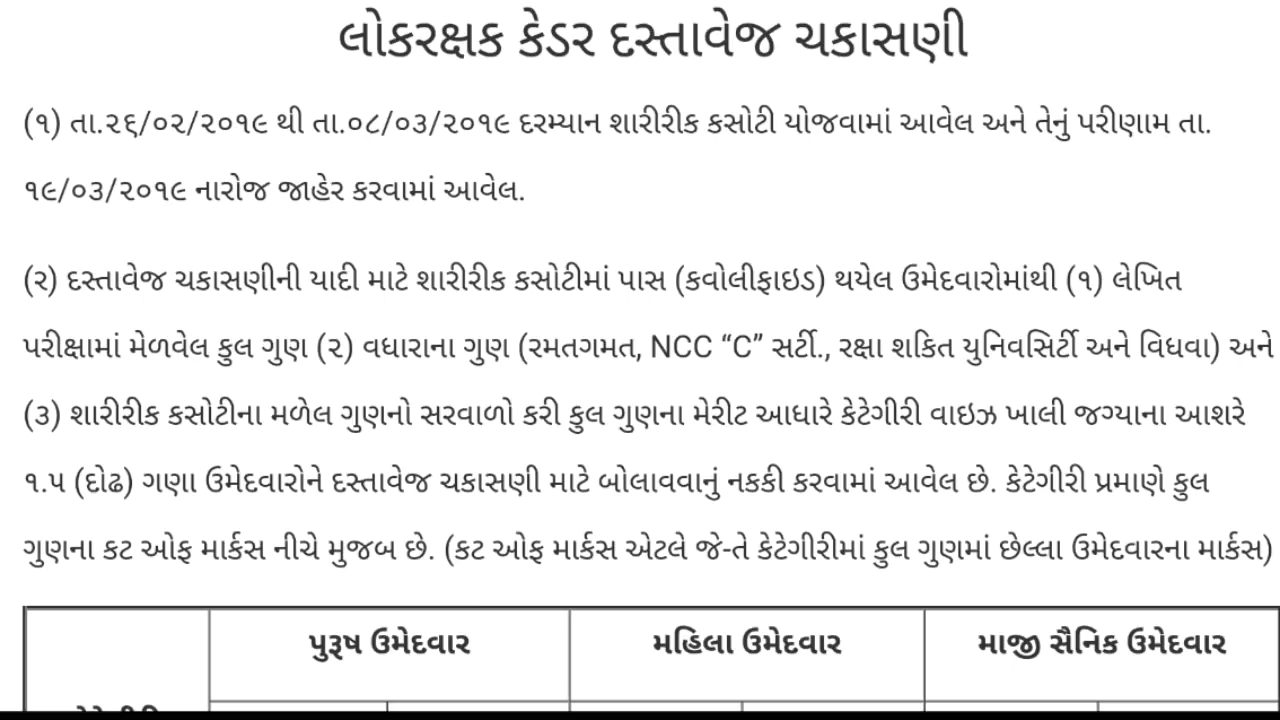 લોકરક્ષક કેડર દસ્તાવેજ ચકાસણી
(૧) તા.૨૬/૦૨/૨૦૧૯ થી તા.૦૮/૦૩/૨૦૧૯ દરમ્યાન શારીરીક કસોટી યોજવામાં આવેલ અને તેનું પરીણામ તા.
૧૯/૦૩/૨૦૧૯ નારોજ જાહેર કરવામાં આવેલ.
(ર) દસ્તાવેજ ચકાસણીની યાદી માટે શારીરીક કસોટીમાં પાસ (કવોલીફાઇડ) થયેલ ઉમેદવારોમાંથી (૧) લેખિત
પરીક્ષામાં મેળવેલ કુલ ગુણ (૨) વધારાના ગુણ (રમતગમત, NCC “C” સર્ટી., રક્ષા શકિત યુનિવસિર્ટી અને વિધવા) અને
(૩) શારીરીક કસોટીના મળેલ ગુણનો સરવાળો કરી કુલ ગુણના મેરીટ આધારે કેટેગીરી વાઇઝ ખાલી જગ્યાના આશરે
૧.૫ (દોઢ) ગણા ઉમેદવારોને દસ્તાવેજ ચકાસણી માટે બોલાવવાનું નકકી કરવામાં આવેલ છે. કેટેગીરી પ્રમાણે કુલ
ગુણના કટ ઓફ માર્કસ નીચે મુજબ છે. (કટ ઓફ માર્કસ એટલે જે-તે કેટેગીરીમાં કુલ ગુણમાં છેલ્લા ઉમેદવારના માર્કસ)
પુરૂષ ઉમેદવાર મહિલા ઉમેદવાર માજી સૈનિક ઉમેદવાર